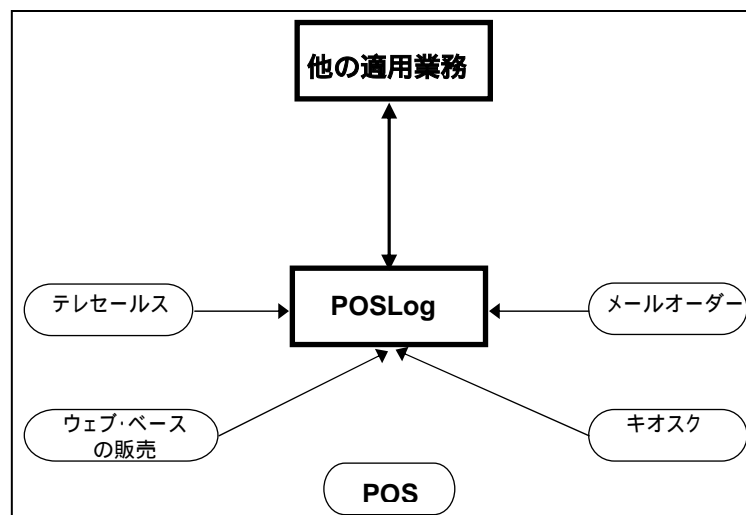 他の適用業務
POSLog
テレセールス
メールオーダー
ウェブ･ベース
の販売
キオスク
POS